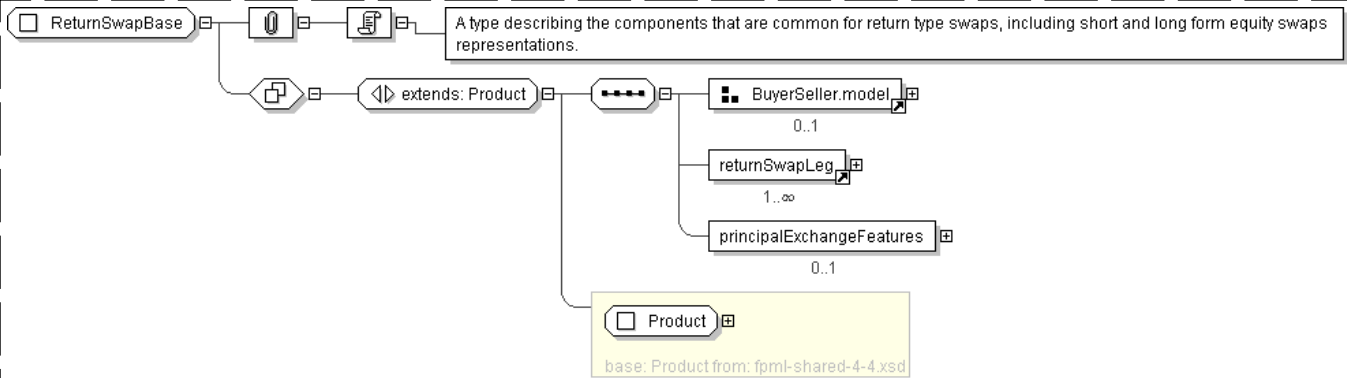 ReturnSwapBase
A type describing the components that are common for return type swaps, including short and long form equity swaps
representations.
extends: Product
BuyerSeller.model
0..1
returnSwapLeg
1..∞
principalExchangeFeatures
0..1
Product
base: Product from: fpml-shared-4-4.xsd